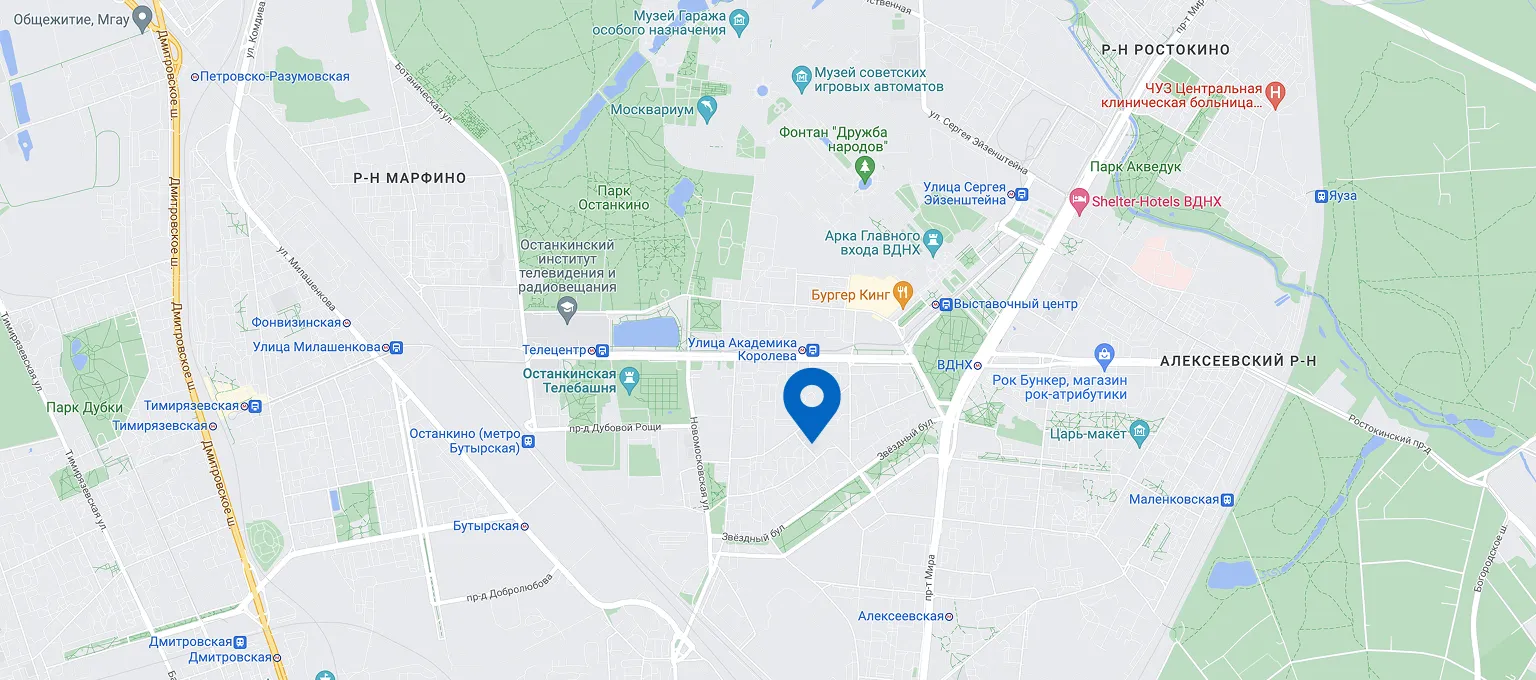 Общежитие, Мгау
Дмитровское ш.
ул. Комдива
Музей Гаража
особого назначения
пр-т Мир
Р-Н РОСТОКИНО
Петровско-Разумовская
Ботаническая ул.
Музей советских
игровых автоматов
ЧУЗ Центральная
клиническая больница...
Москвариум
ул. Сергея Эйзенштейна
Фонтан "Дружба
народов"
Парк Акведук
Р-Н МАРФИНО
Дмитровское ш.
Парк
Останкино
Улица Сергея
Эйзенштейна
Shelter-Hotels ВДНХ
Яуза
Арка Главного
входа ВДНХ
Останкинский
институт
телевидения и
радиовещания
ул. Милашенкова
Бургер Кинг
Выставочный центр
Тимирязевская ул.
Дмитровское ш.
Фонвизинская
Улица Милашенкова
Телецентр
Улица Академика
Королева
ВДНХ
АЛЕКСЕЕВСКИЙ Р-Н
Останкинская
Телебашня
Рок Бункер, магазин
рок-атрибутики
Парк Дубки
Тимирязевская
Тимирязевская
Останкино (метро
Бутырская)
пр-д Дубовой Рощи
Новомосковская ул.
Звёздный бул.
Царь-макет
Ростокинский пр-д
Тимирязевская ул.
Дмитровское ш.
Маленковская
Бутырская
Звёздный бул.
пр-д Добролюбова
пр-т Мира
Богородское ш.
Алексеевская
Дмитровская
Дмитровская